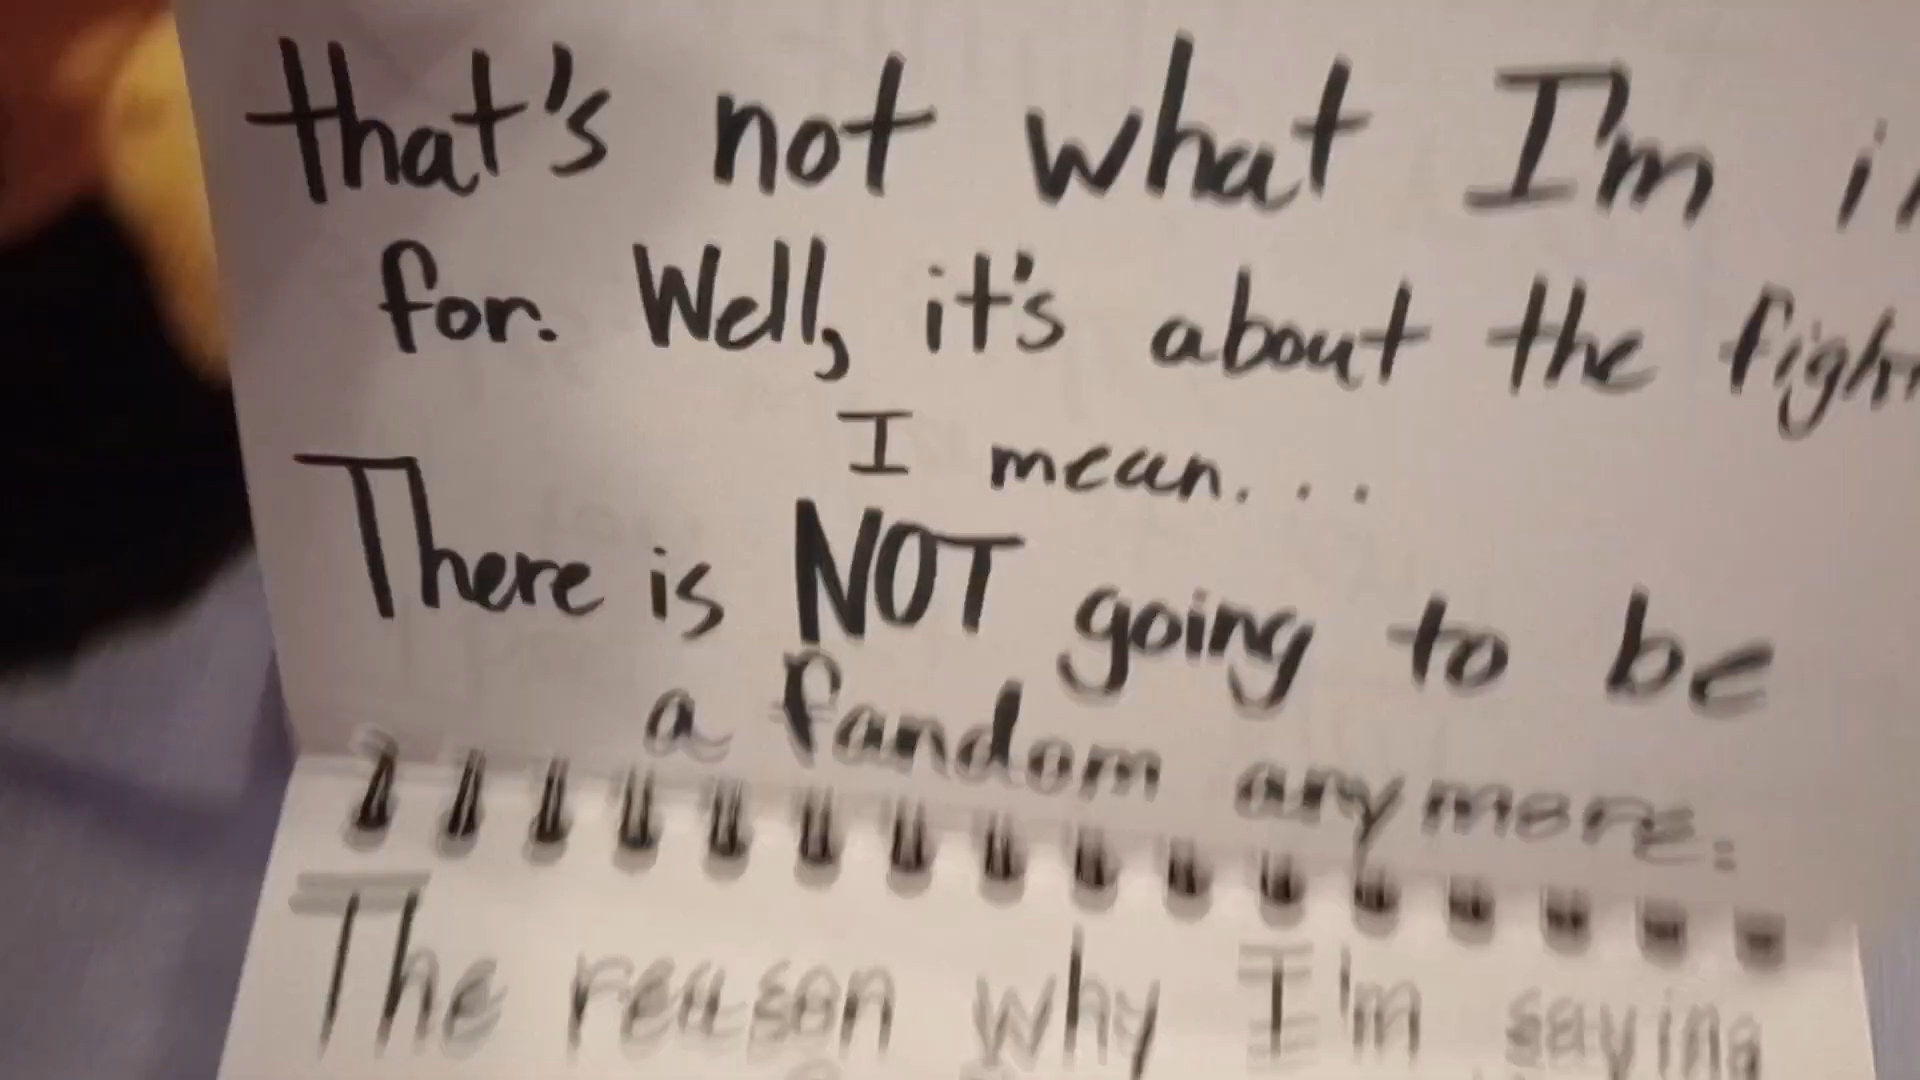 that's not what I'm
for. Well, it's about the
I mean...
There is NOT going to be
a fandom anymore.
The reason why I'm saying